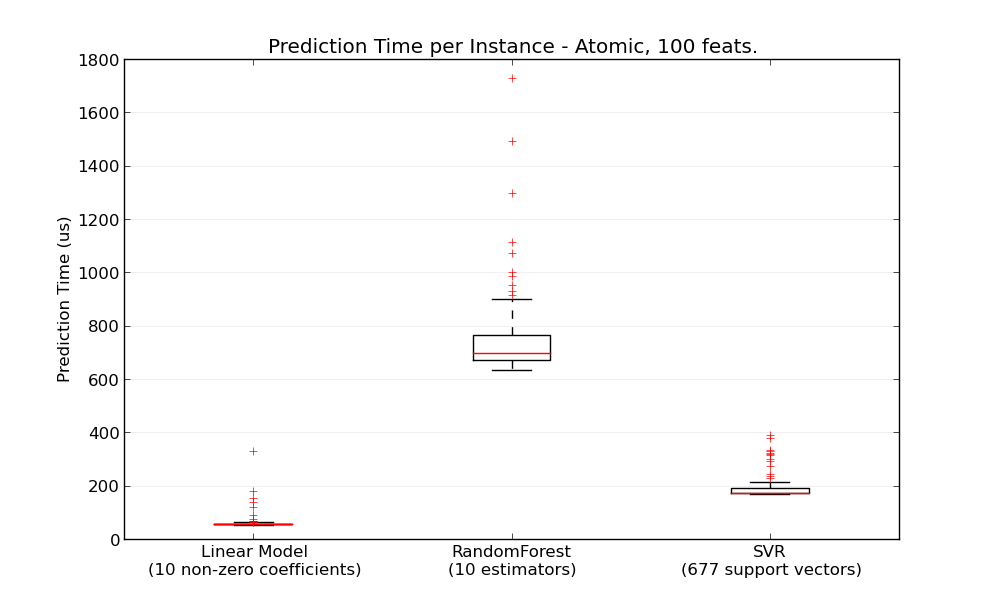 Prediction Time per Instance - Atomic, 100 feats.
1800
1600
1400
1200
1000
800
600
400
200
0
Prediction Time (us)
Linear Model
(10 non-zero coefficients)
RandomForest
(10 estimators)
SVR
(677 support vectors)